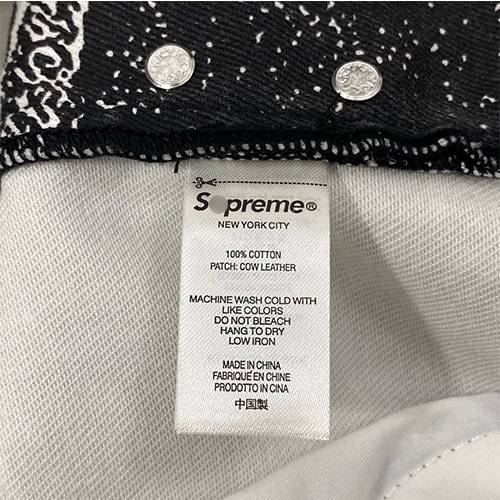 NEW YORK CITY
100% COTTON
PATCH: COW LEATHER
MACHINE WASH COLD WITH
LIKE COLORS
DO NOT BLEACH
HANG TO DRY
LOW IRON
MADE IN CHINA
FABRIQUÉ EN CHINE
PRODOTTO IN CINA
中国製